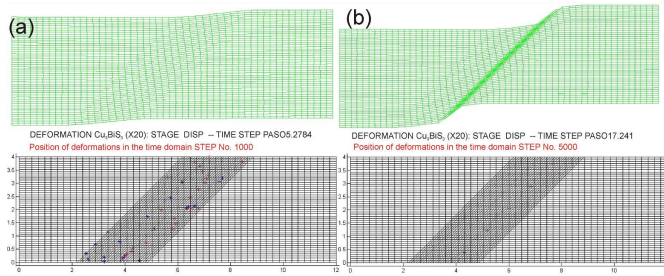 (a)
(b)
DEFORMATION Cu₃BiS₃ (X20): STAGE DISP -- TIME STEP PASO5.2784
Position of deformations in the time domain STEP No. 1000
4
3.5
3
2.5
2
1.5
1
0.5
0
0 2 4 6 8 10 12
DEFORMATION Cu₃BiS₃ (X20): STAGE DISP -- TIME STEP PASO17.241
Position of deformations in the time domain STEP No. 5000
4
3.5
3
2.5
2
1.5
1
0.5
0
0 2 4 6 8 10